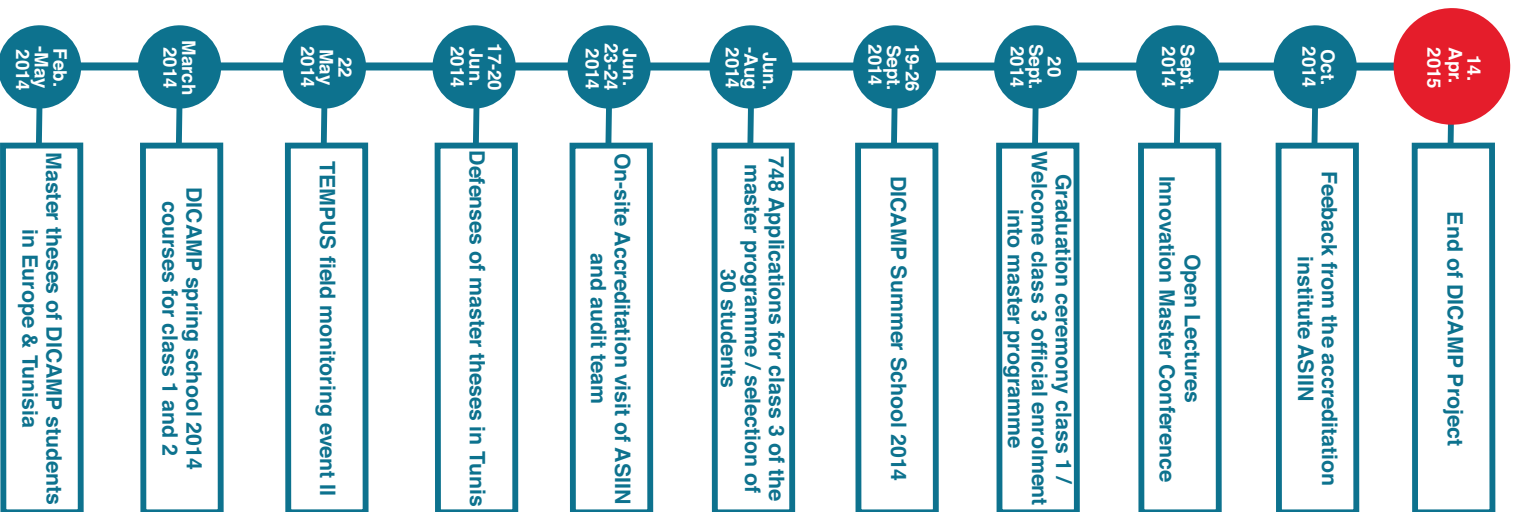 14.
Apr.
2015
End of DICAMP Project
Oct.
2014
Feeback from the accreditation
institute ASIIN
Sept.
2014
Open Lectures
Innovation Master Conference
20
Sept.
2014
Graduation ceremony class 1 /
Welcome class 3 official enrolment
into master programme
19-26
Sept.
2014
DICAMP Summer School 2014
Jun.
-Aug
2014
748 Applications for class 3 of the
master programme / selection of
30 students
Jun.
23-24
2014
On-site Accreditation visit of ASIIN
and audit team
17-20
Jun.
2014
Defenses of master theses in Tunis
22
May
2014
TEMPUS field monitoring event II
March
2014
DICAMP spring school 2014
courses for class 1 and 2
Feb.
-May
2014
Master theses of DICAMP students
in Europe & Tunisia